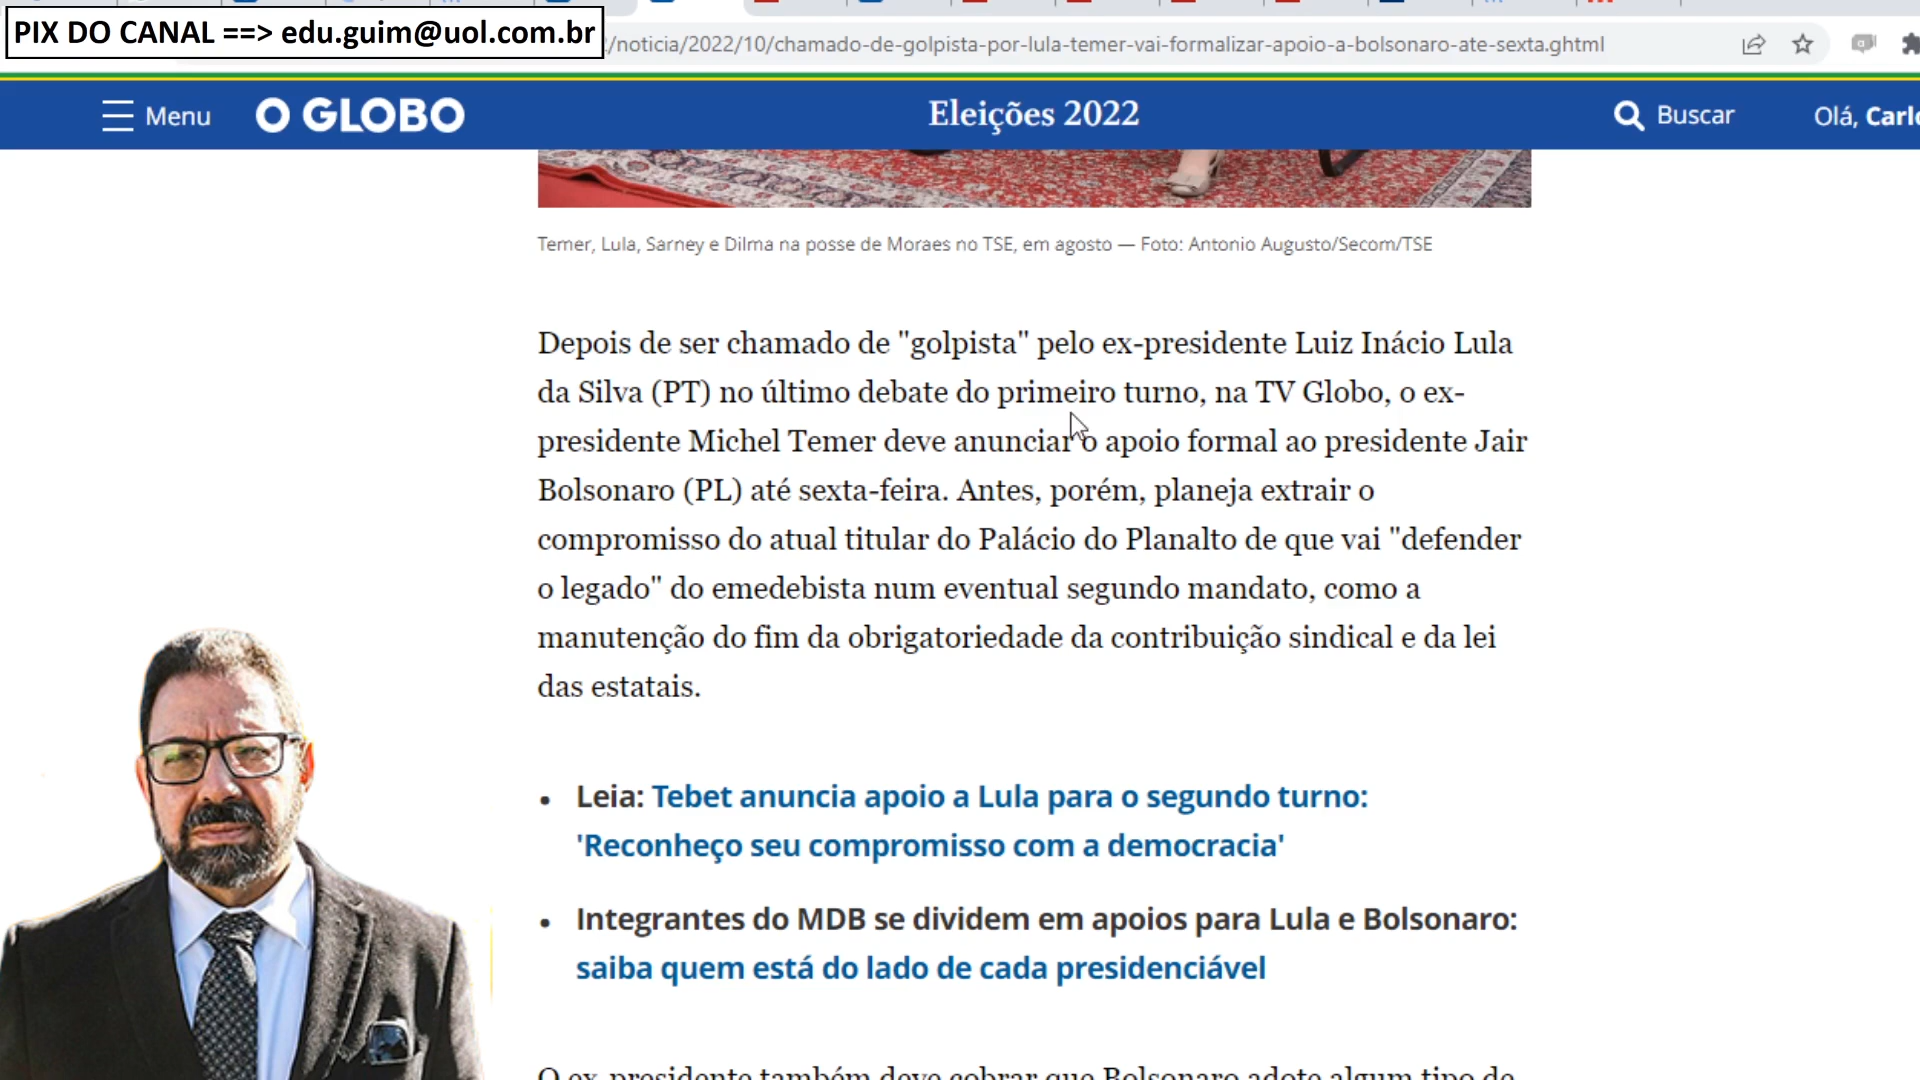 PIX DO CANAL ==> edu.guim@uol.com.br
/noticia/2022/10/chamado-de-golpista-por-lula-temer-vai-formalizar-apoio-a-bolsonaro-ate-sexta.ghtml
Menu O GLOBO Eleições 2022 Buscar Olá, Carlo
Temer, Lula, Sarney e Dilma na posse de Moraes no TSE, em agosto — Foto: Antonio Augusto/Secom/TSE
Depois de ser chamado de "golpista" pelo ex-presidente Luiz Inácio Lula
da Silva (PT) no último debate do primeiro turno, na TV Globo, o ex-
presidente Michel Temer deve anunciar o apoio formal ao presidente Jair
Bolsonaro (PL) até sexta-feira. Antes, porém, planeja extrair o
compromisso do atual titular do Palácio do Planalto de que vai "defender
o legado" do emedebista num eventual segundo mandato, como a
manutenção do fim da obrigatoriedade da contribuição sindical e da lei
das estatais.
• Leia: Tebet anuncia apoio a Lula para o segundo turno:
'Reconheço seu compromisso com a democracia'
• Integrantes do MDB se dividem em apoios para Lula e Bolsonaro:
saiba quem está do lado de cada presidenciável
O ex-presidente também deve cobrar que Bolsonaro adote algum tipo de